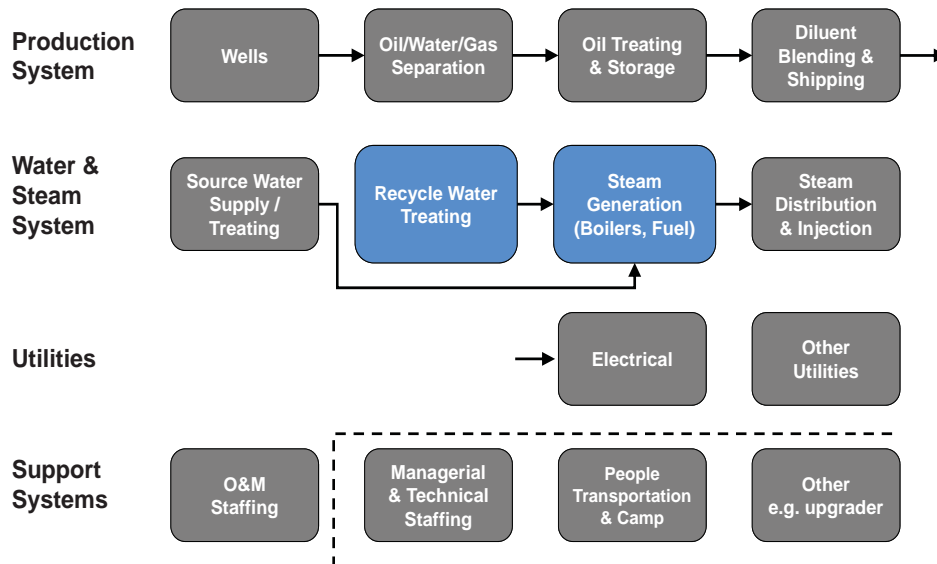 Production
System
Wells
Oil/Water/Gas
Separation
Oil Treating
& Storage
Diluent
Blending &
Shipping
Water &
Steam
System
Source Water
Supply /
Treating
Recycle Water
Treating
Steam
Generation
(Boilers, Fuel)
Steam
Distribution
& Injection
Utilities
Electrical
Other
Utilities
Support
Systems
O&M
Staffing
Managerial
& Technical
Staffing
People
Transportation
& Camp
Other
e.g. upgrader